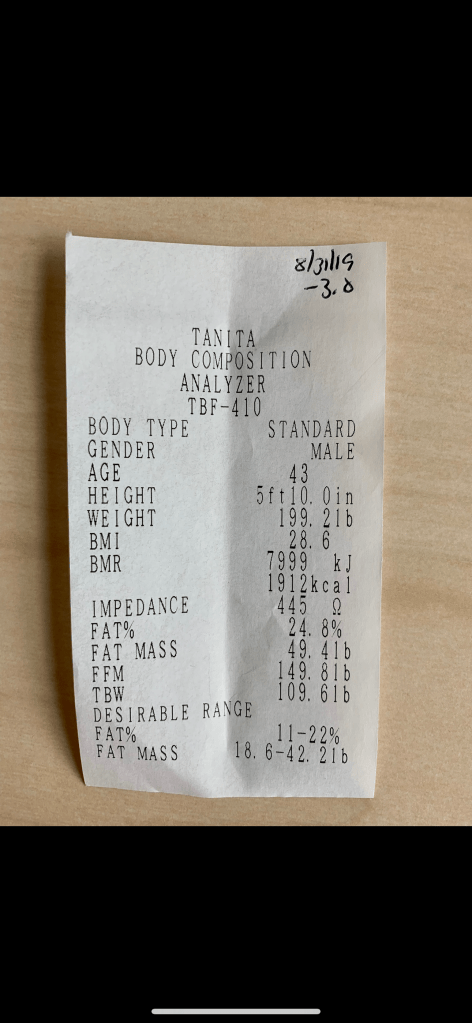 8/31/19
-3.0
TANITA
BODY COMPOSITION
ANALYZER
TBF-410
BODY TYPE STANDARD
GENDER MALE
AGE 43
HEIGHT 5ft10.0in
WEIGHT 199.2lb
BMI 28.6
BMR 7999 kJ
1912kcal
IMPEDANCE 445 Ω
FAT% 24.8%
FAT MASS 49.4lb
FFM 149.8lb
TBW 109.6lb
DESIRABLE RANGE
FAT% 11-22%
FAT MASS 18.6-42.2lb